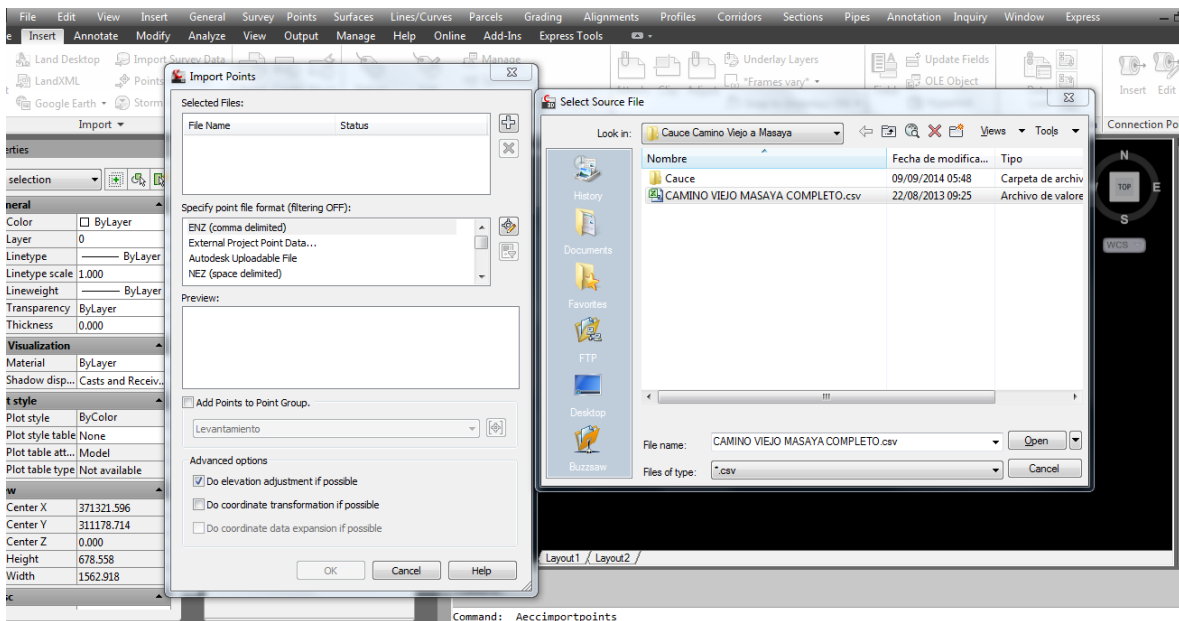 File Edit View Insert General Survey Points Surfaces Lines/Curves Parcels Grading Alignments Profiles Corridors Sections Pipes Annotation Inquiry Window Express
e Insert Annotate Modify Analyze View Output Manage Help Online Add-Ins Express Tools
Land Desktop Import Survey Data Manage Underlay Layers Update Fields
LandXML Points *Frames vary* OLE Object
Google Earth Storm Insert Edit
Import Connection Po
Import Points
Selected Files:
File Name Status
Specify point file format (filtering OFF):
ENZ (comma delimited)
External Project Point Data...
Autodesk Uploadable File
NEZ (space delimited)
Preview:
Add Points to Point Group.
Levantamiento
Advanced options
Do elevation adjustment if possible
Do coordinate transformation if possible
Do coordinate data expansion if possible
OK Cancel Help
Select Source File
Look in: Cauce Camino Viejo a Masaya Views Tools
Nombre Fecha de modifica... Tipo
Cauce 09/09/2014 05:48 Carpeta de archiv
CAMINO VIEJO MASAYA COMPLETO.csv 22/08/2013 09:25 Archivo de valore
History
Documents
Favorites
FTP
Desktop
Buzzsaw
File name: CAMINO VIEJO MASAYA COMPLETO.csv Open
Files of type: *.csv Cancel
N
TOP E
S
WCS
erties
selection
neral
Color ByLayer
Layer 0
Linetype ByLayer
Linetype scale 1.000
Lineweight ByLayer
Transparency ByLayer
Thickness 0.000
Visualization
Material ByLayer
Shadow disp... Casts and Receiv...
t style
Plot style ByColor
Plot style table None
Plot table att... Model
Plot table type Not available
w
Center X 371321.596
Center Y 311178.714
Center Z 0.000
Height 678.558
Width 1562.918
sc
Layout1 Layout2
Command: Aeccimportpoints